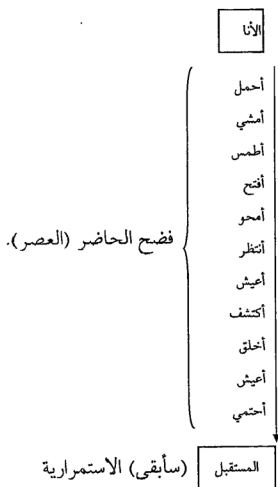 الأنا
أحمل
أمشي
أطمس
أفتح
أمحو
فضح الحاضر (العصر).
أنتظر
أعيش
أكتشف
أخلق
أعيش
أحتمي
المستقبل (سأبقى) الاستمرارية